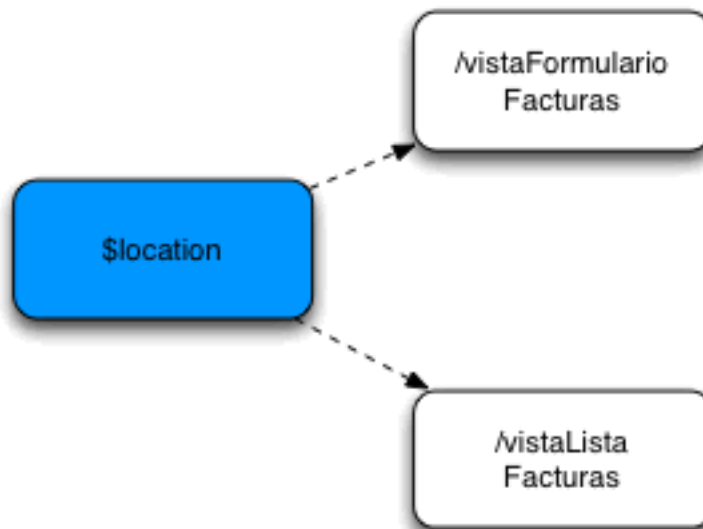 /vistaFormulario
Facturas
$location
/vistaLista
Facturas